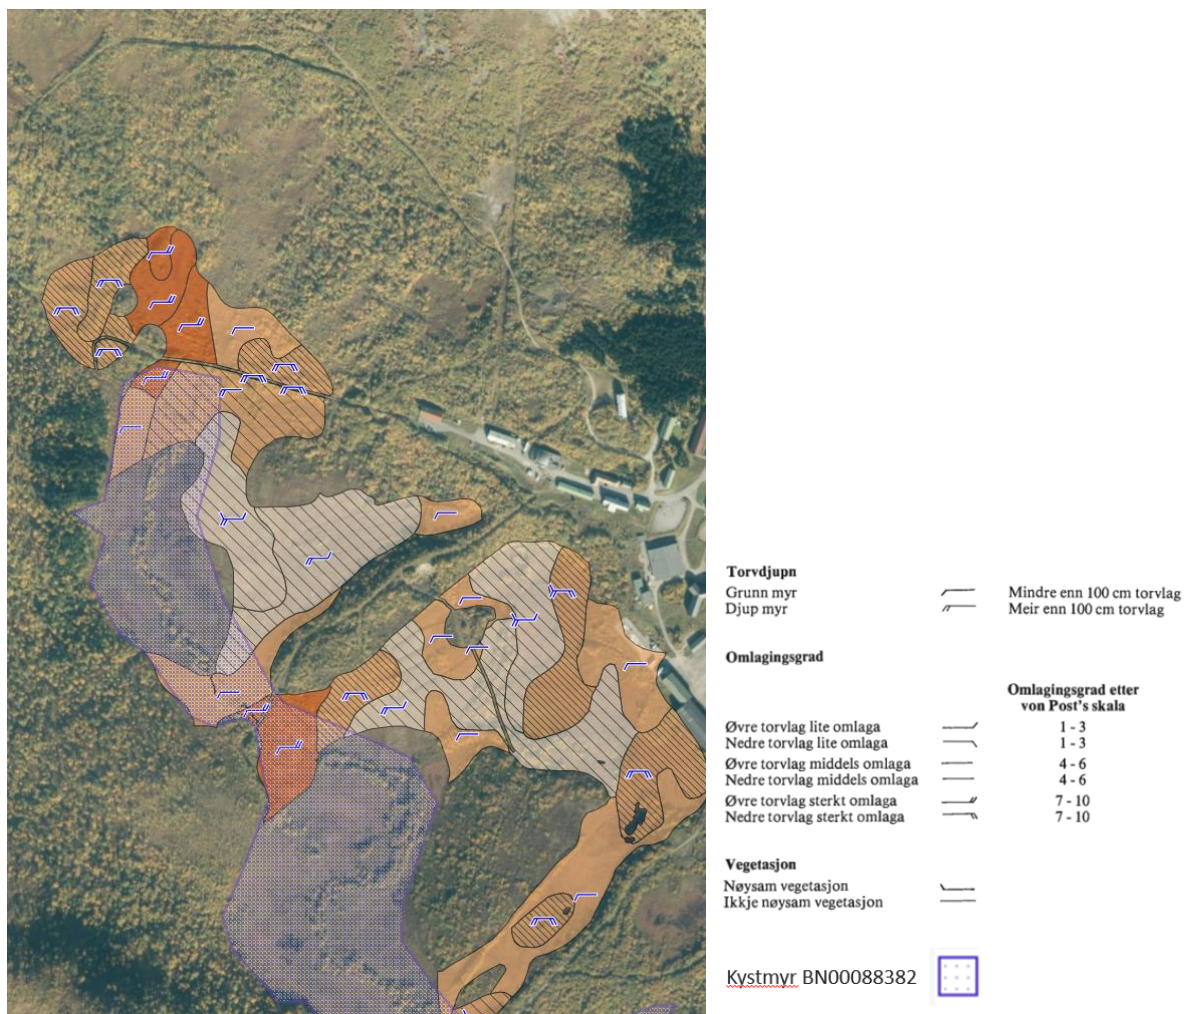 Torvdjupn
Grunn myr Mindre enn 100 cm torvlag
Djup myr Meir enn 100 cm torvlag
Omlagingsgrad
Omlagingsgrad etter
von Post's skala
Øvre torvlag lite omlaga 1 - 3
Nedre torvlag lite omlaga 1 - 3
Øvre torvlag middels omlaga 4 - 6
Nedre torvlag middels omlaga 4 - 6
Øvre torvlag sterkt omlaga 7 - 10
Nedre torvlag sterkt omlaga 7 - 10
Vegetasjon
Nøysam vegetasjon
Ikkje nøysam vegetasjon
Kystmyr BN00088382